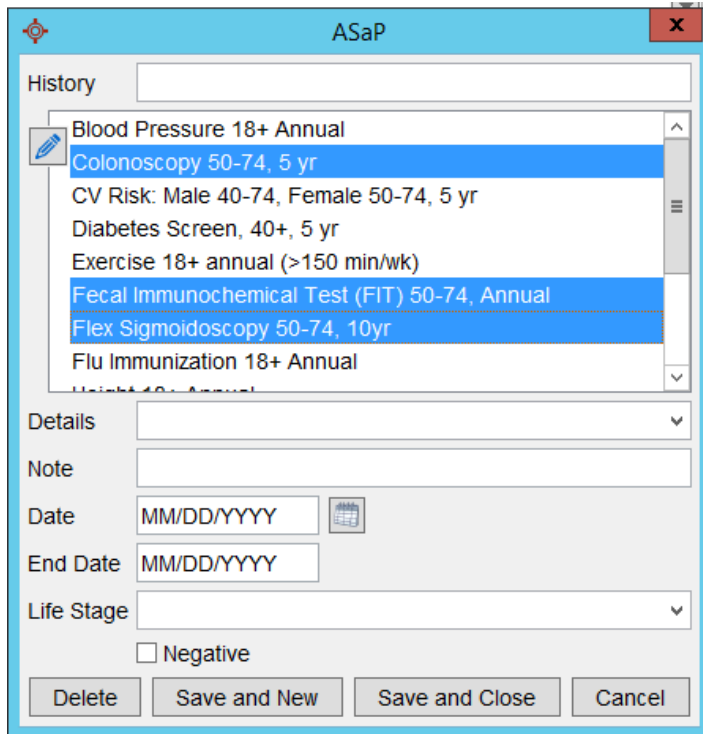 ASaP
x
History
Blood Pressure 18+ Annual
Colonoscopy 50-74, 5 yr
CV Risk: Male 40-74, Female 50-74, 5 yr
Diabetes Screen, 40+, 5 yr
Exercise 18+ annual (>150 min/wk)
Fecal Immunochemical Test (FIT) 50-74, Annual
Flex Sigmoidoscopy 50-74, 10yr
Flu Immunization 18+ Annual
Height 18+ Annual
Details
Note
Date MM/DD/YYYY
End Date MM/DD/YYYY
Life Stage
Negative
Delete Save and New Save and Close Cancel